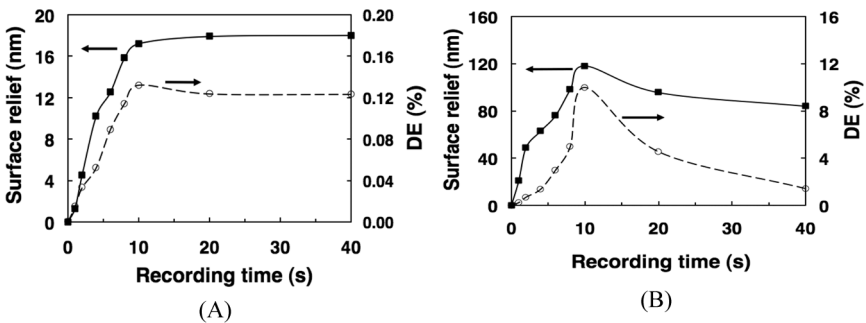 20
16
12
8
4
0
Surface relief (nm)
0.20
0.16
0.12
0.08
0.04
0.00
DE (%)
0 10 20 30 40
Recording time (s)
(A)
160
120
80
40
0
Surface relief (nm)
16
12
8
4
0
DE (%)
0 10 20 30 40
Recording time (s)
(B)